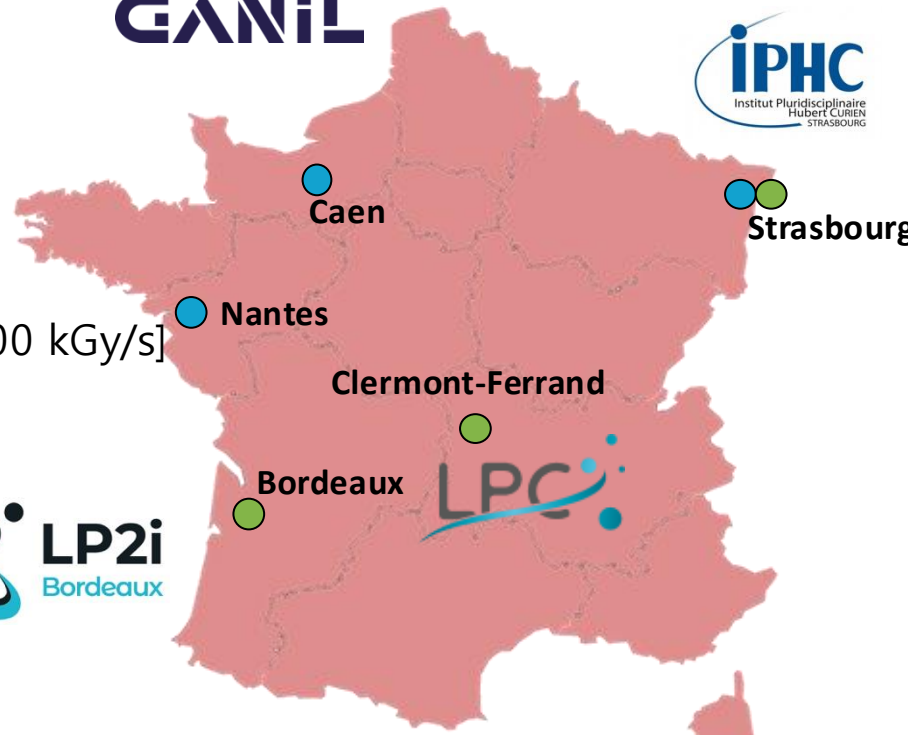 GANIL
iPHC
Institut Pluridisciplinaire
Hubert CURIEN
STRASBOURG
Caen
Strasbourg
Nantes
00 kGy/s]
Clermont-Ferrand
Bordeaux
LPC
LP2i
Bordeaux